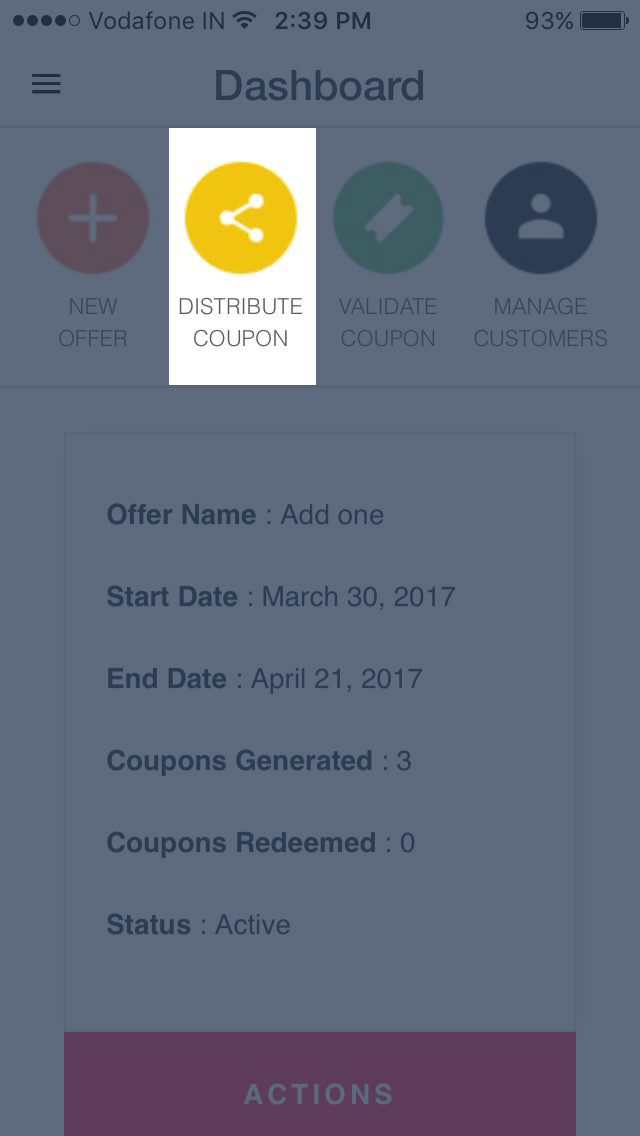 Vodafone IN 2:39 PM 93%
Dashboard
NEW
OFFER
DISTRIBUTE
COUPON
VALIDATE
COUPON
MANAGE
CUSTOMERS
Offer Name : Add one
Start Date : March 30, 2017
End Date : April 21, 2017
Coupons Generated : 3
Coupons Redeemed : 0
Status : Active
ACTIONS